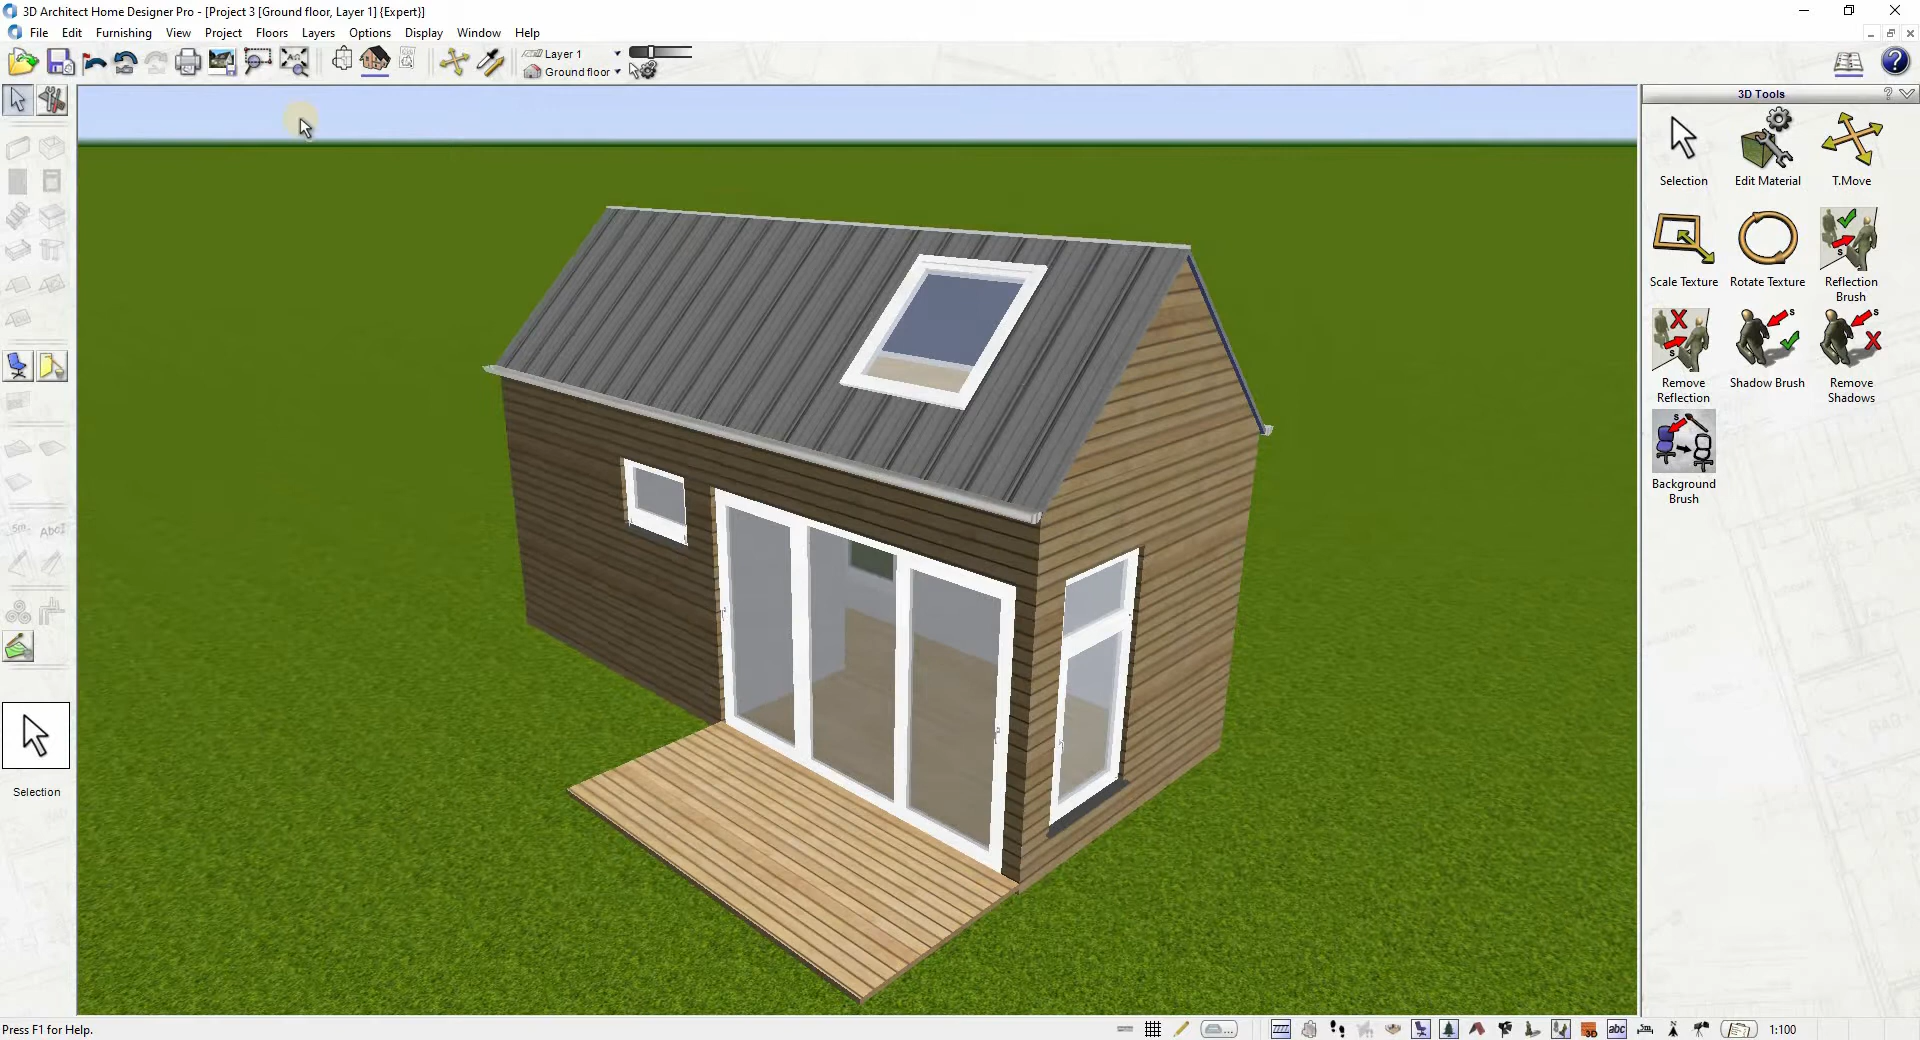 3D Architect Home Designer Pro - [Project 3 [Ground floor, Layer 1] {Expert}]
File Edit Furnishing View Project Floors Layers Options Display Window Help
Layer 1
Ground floor
3D Tools
Selection Edit Material T.Move
Scale Texture Rotate Texture Reflection Brush
Remove Reflection Shadow Brush Remove Shadows
Background Brush
Selection
Press F1 for Help.
3D
abc
1:100